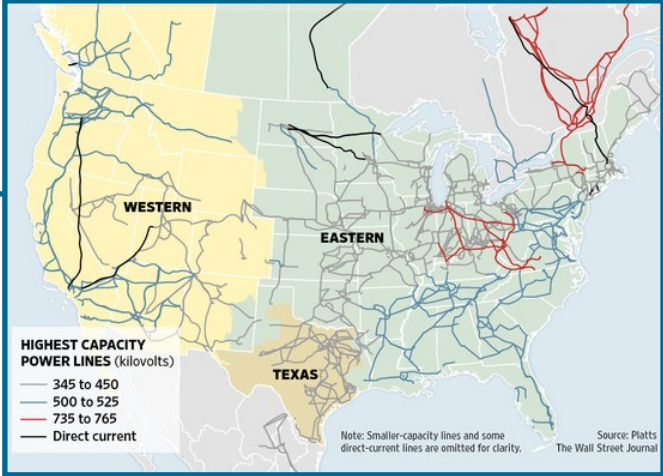 WESTERN
EASTERN
TEXAS
HIGHEST CAPACITY
POWER LINES (kilovolts)
345 to 450
500 to 525
735 to 765
Direct current
Note: Smaller-capacity lines and some
direct-current lines are omitted for clarity.
Source: Platts
The Wall Street Journal